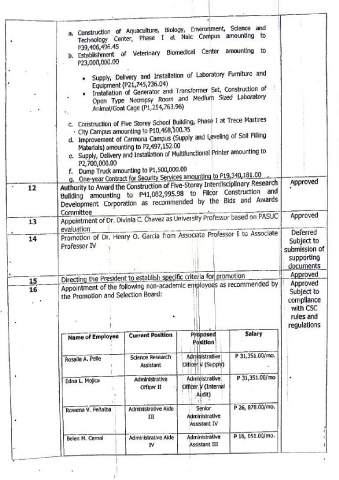 a. Construction of Aquaculture, Biology, Environment, Science and
Technology Center, Phase I at Naic Campus amounting to
P39,406,496.45
b. Establishment of Veterinary Biomedical Center amounting to
P23,000,000.00
• Supply, Delivery and Installation of Laboratory Furniture and
Equipment (P21,745,736.04)
• Installation of Generator and Transformer Set, Construction of
Open Type Necropsy Room and Medium Sized Laboratory
Animal/Goat Cage (P1,254,763.96)
c. Construction of Five Storey School Building, Phase I at Trece Martires
City Campus amounting to P10,468,300.35
d. Improvement of Carmona Campus (Supply and Leveling of Soil Filling
Materials) amounting to P2,497,152.00
e. Supply, Delivery and Installation of Multifunctional Printer amounting to
P2,700,000.00
f. Dump Truck amounting to P1,500,000.00
g. One-year Contract for Security Services amounting to P19,340,181.00
12 Authority to Award the Construction of Five-Storey Interdisciplinary Research Approved
Building amounting to P41,082,995.98 to Filcor Construction and
Development Corporation as recommended by the Bids and Awards
Committee
13 Appointment of Dr. Divinia C. Chavez as University Professor based on PASUC Approved
evaluation
14 Promotion of Dr. Henry O. Garcia from Associate Professor I to Associate Deferred
Professor IV Subject to
submission of
supporting
documents
15 Directing the President to establish specific criteria for promotion Approved
16 Appointment of the following non-academic employees as recommended by Approved
the Promotion and Selection Board: Subject to
compliance
with CSC
rules and
regulations
Name of Employee Current Position Proposed Position Salary
Rosalie A. Pelle Science Research Assistant Administrative Officer V (Supply) P 31,351.00/mo.
Edna L. Mojica Administrative Officer II Administrative Officer V (Internal Audit) P 31,351.00/mo
Rowena V. Peñalba Administrative Aide III Senior Administrative Assistant IV P 26, 878.00/mo.
Belen M. Cernal Administrative Aide IV Administrative Assistant III P 16, 051.00/mo.